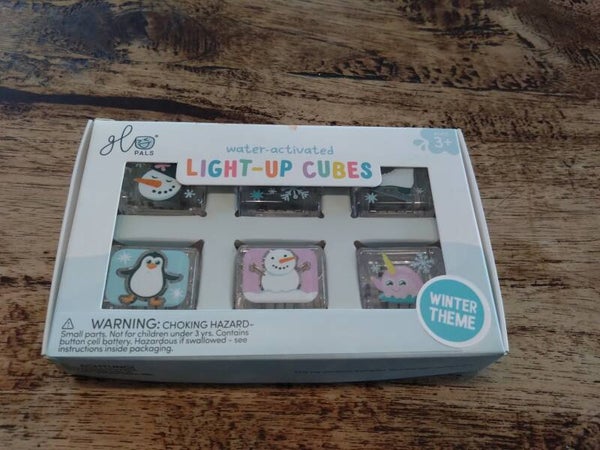 glo
PALS
water-activated
LIGHT-UP CUBES
3+
WINTER
THEME
WARNING: CHOKING HAZARD-
Small parts. Not for children under 3 yrs. Contains
button cell battery. Hazardous if swallowed - see
instructions inside packaging.